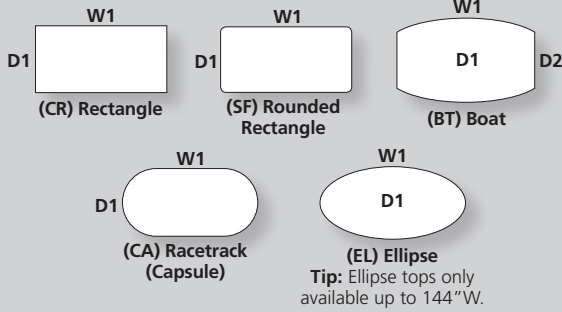 W1
D1
(CR) Rectangle
W1
D1
(SF) Rounded
Rectangle
W1
D1
D2
(BT) Boat
W1
D1
(CA) Racetrack
(Capsule)
W1
D1
(EL) Ellipse
Tip: Ellipse tops only
available up to 144”W.